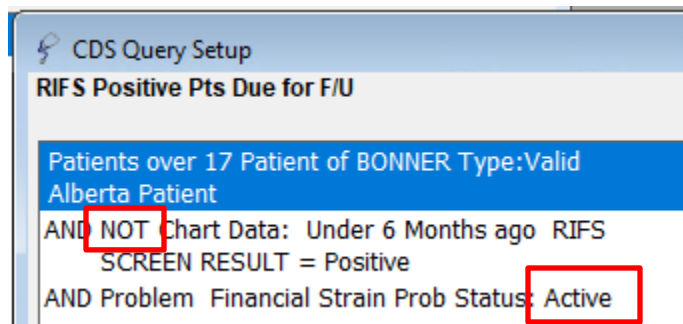 CDS Query Setup
RIFS Positive Pts Due for F/U
Patients over 17 Patient of BONNER Type:Valid
Alberta Patient
AND NOT Chart Data: Under 6 Months ago RIFS
SCREEN RESULT = Positive
AND Problem Financial Strain Prob Status: Active